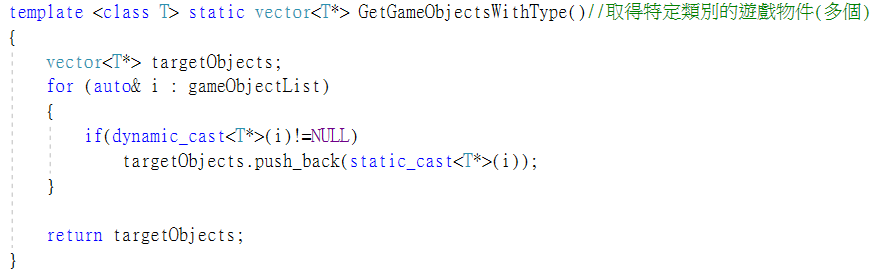 template <class T> static vector<T*> GetGameObjectsWithType()//取得特定類別的遊戲物件(多個)
{
    vector<T*> targetObjects;
    for (auto& i : gameObjectList)
    {
        if(dynamic_cast<T*>(i)!=NULL)
            targetObjects.push_back(static_cast<T*>(i));
    }
    return targetObjects;
}